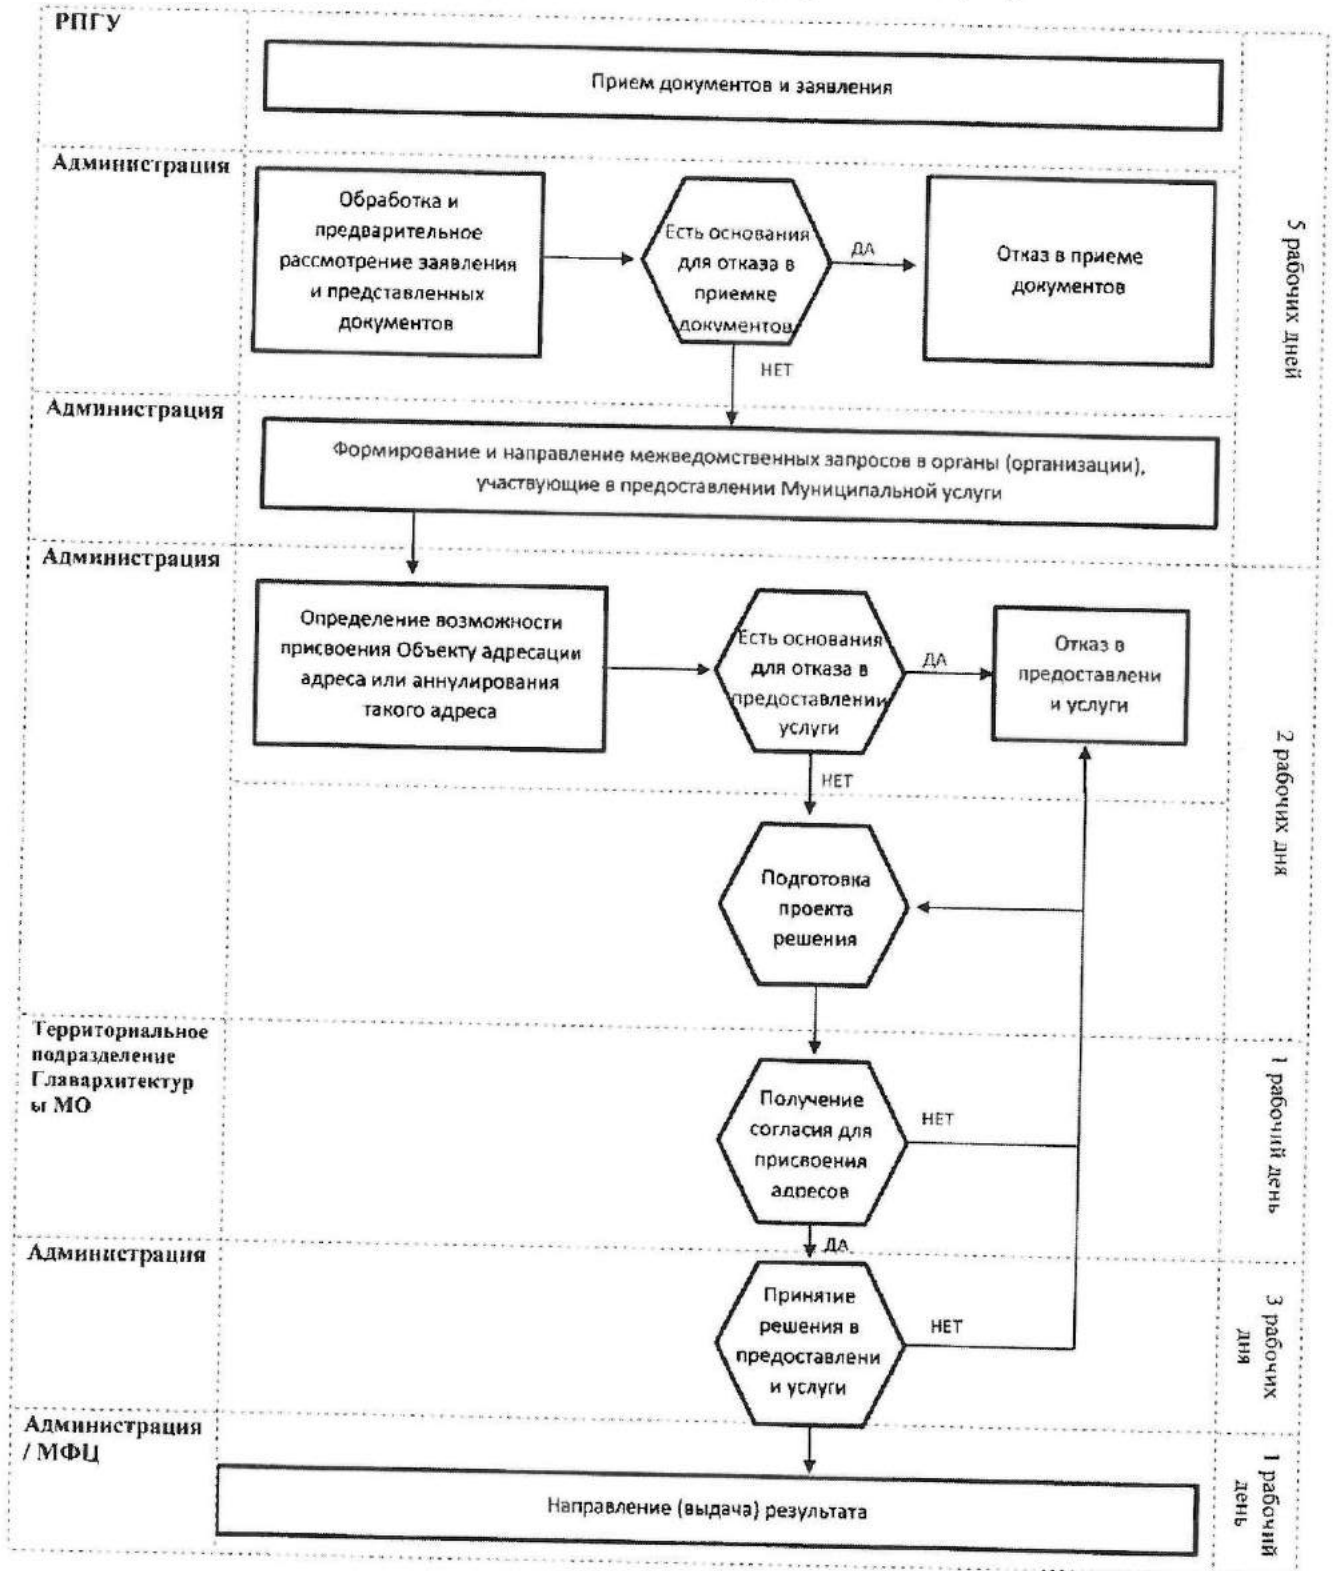 РПГУ
Прием документов и заявления
Администрация
Обработка и
предварительное
рассмотрение заявления
и представленных
документов
Есть основания
для отказа в
приемке
документов
ДА
Отказ в приеме
документов
НЕТ
5 рабочих дней
Администрация
Формирование и направление межведомственных запросов в органы (организации),
участвующие в предоставлении Муниципальной услуги
Администрация
Определение возможности
присвоения Объекту адресации
адреса или аннулирования
такого адреса
Есть основания
для отказа в
предоставлении
услуги
ДА
Отказ в
предоставлени
и услуги
НЕТ
2 рабочих дня
Подготовка
проекта
решения
Территориальное
подразделение
Главархитектур
ы МО
Получение
согласия для
присвоения
адресов
НЕТ
1 рабочий день
ДА
Администрация
Принятие
решения в
предоставлени
и услуги
НЕТ
3 рабочих
дня
Администрация
/ МФЦ
Направление (выдача) результата
1 рабочий
день